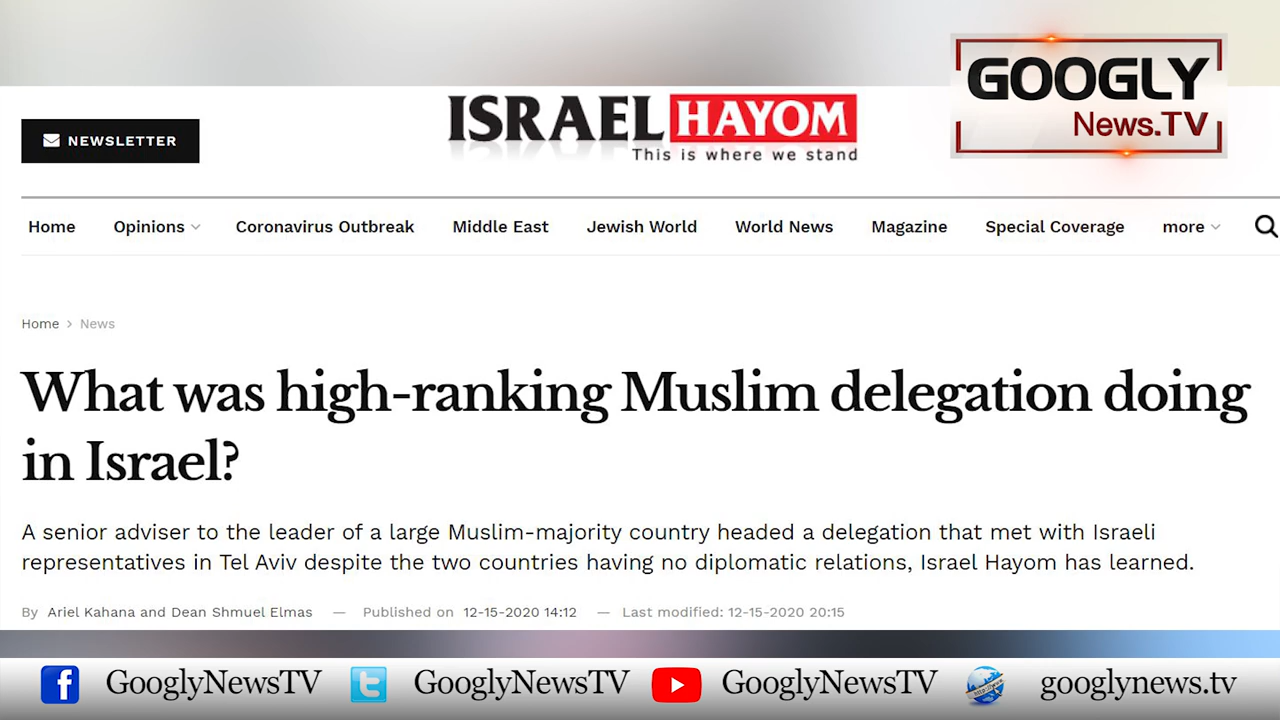 GOOGLY
News.TV
NEWSLETTER
ISRAEL HAYOM
This is where we stand
Home Opinions Coronavirus Outbreak Middle East Jewish World World News Magazine Special Coverage more
Home > News
What was high-ranking Muslim delegation doing
in Israel?
A senior adviser to the leader of a large Muslim-majority country headed a delegation that met with Israeli
representatives in Tel Aviv despite the two countries having no diplomatic relations, Israel Hayom has learned.
By Ariel Kahana and Dean Shmuel Elmas — Published on 12-15-2020 14:12 — Last modified: 12-15-2020 20:15
GooglyNewsTV GooglyNewsTV GooglyNewsTV googlynews.tv